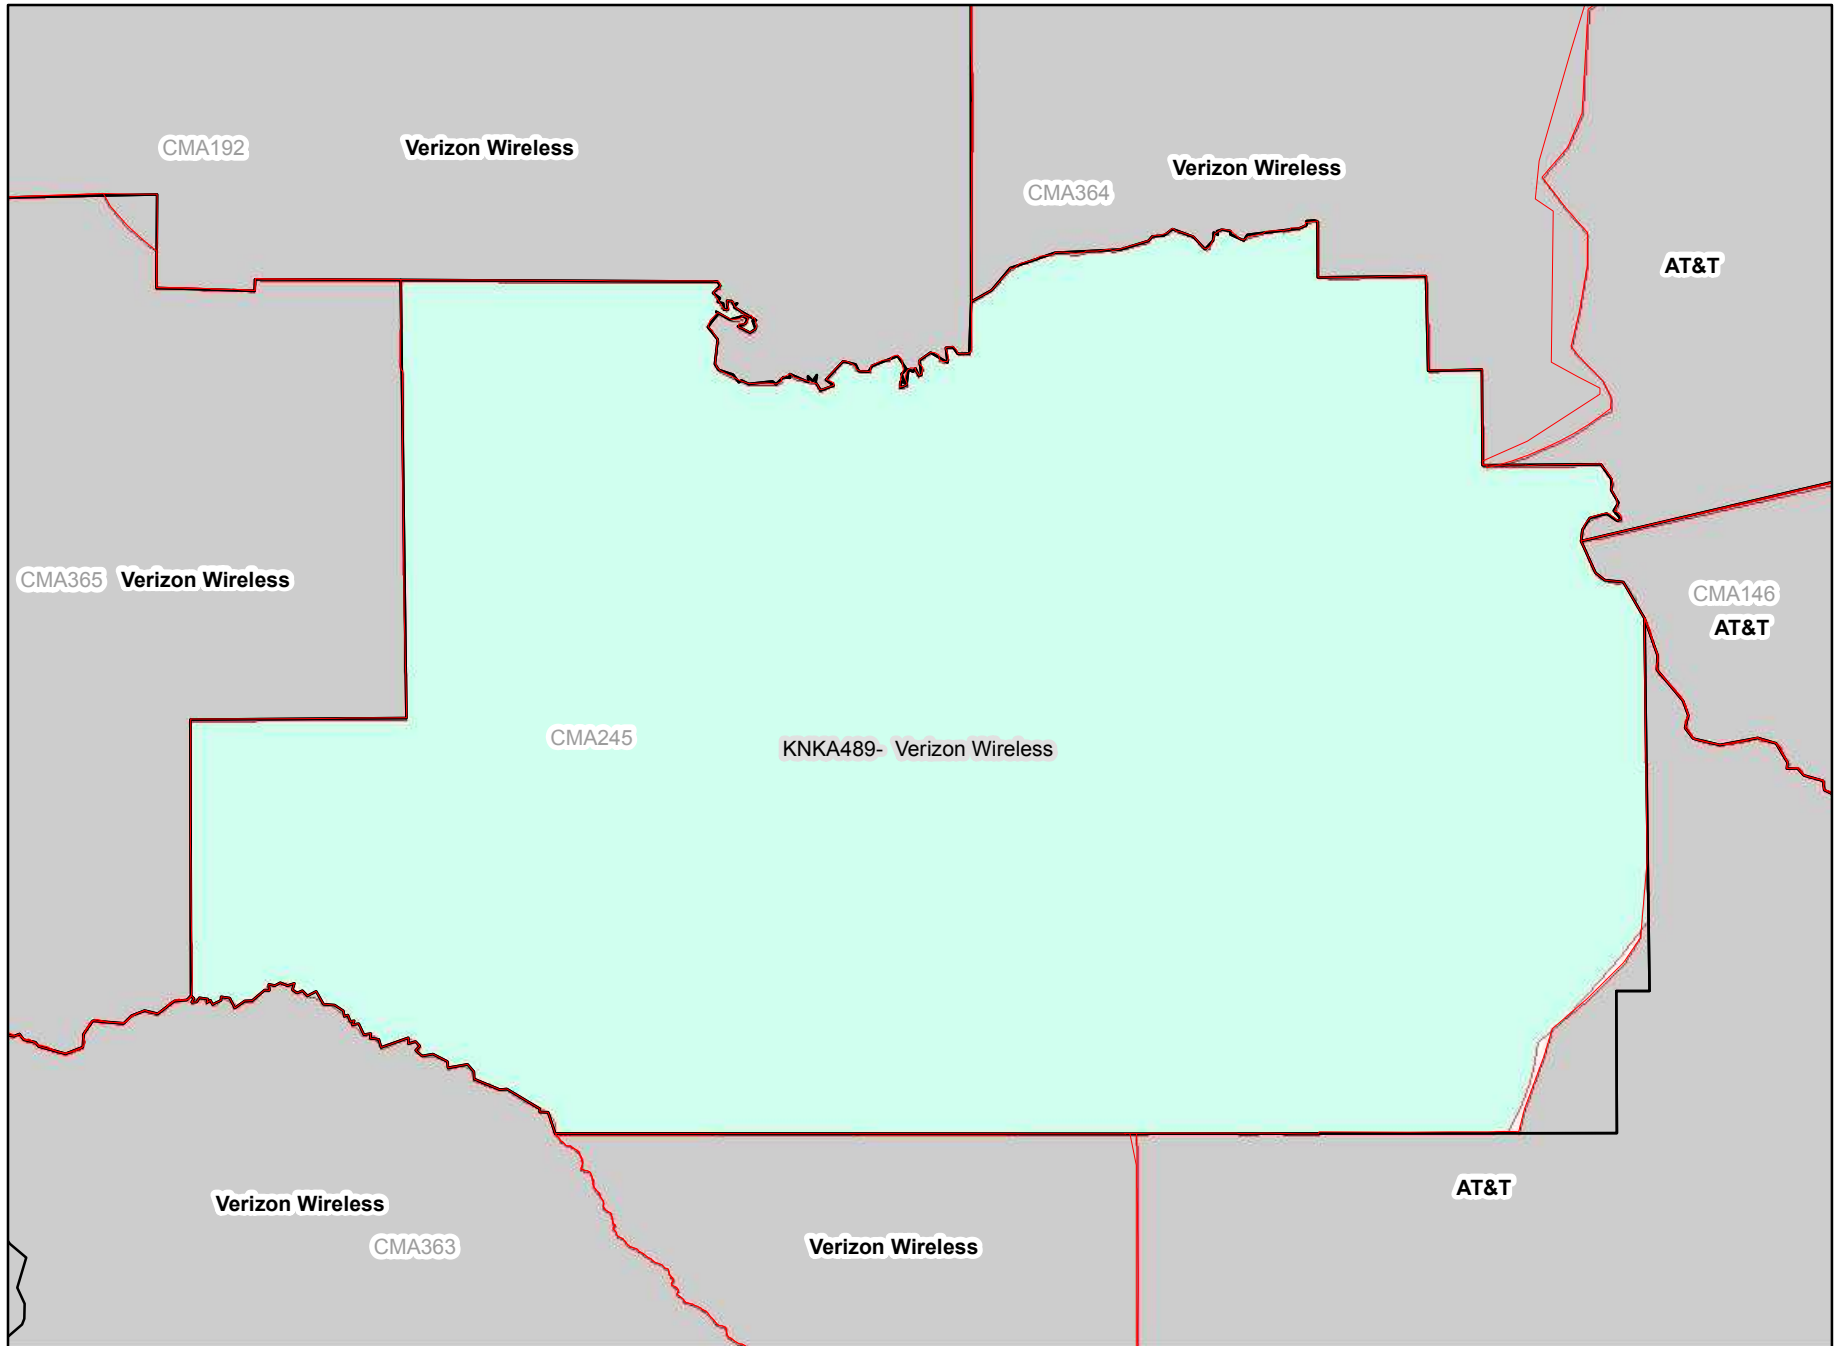 CMA192
Verizon Wireless
Verizon Wireless
CMA364
AT&T
CMA365 Verizon Wireless
CMA146
AT&T
CMA245
KNKA489- Verizon Wireless
Verizon Wireless
CMA363
Verizon Wireless
AT&T